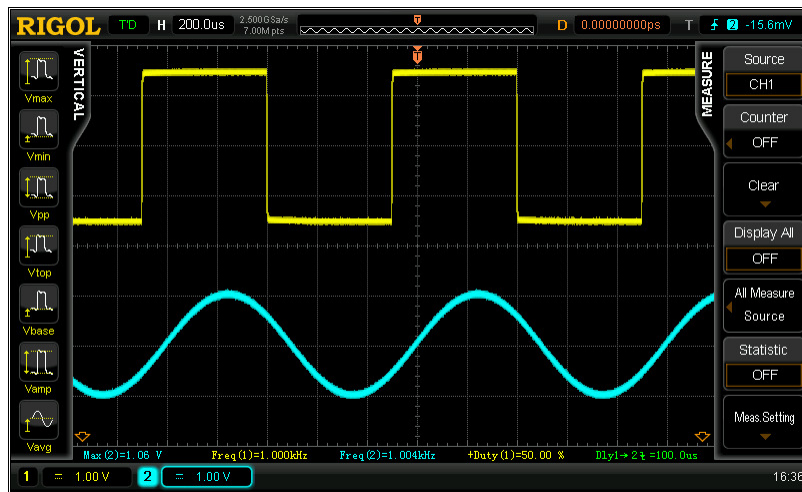 RIGOL T'D H 200.0us 2.500GSa/s 7.00Mpts D 0.00000000ps T 2 -15.6mV
VERTICAL
Vmax
Vmin
Vpp
Vtop
Vbase
Vamp
Vavg
T
T
MEASURE
Source
CH1
Counter
OFF
Clear
Display All
OFF
All Measure
Source
Statistic
OFF
Meas.Setting
Max(2)=1.06 V Freq(1)=1.000kHz Freq(2)=1.004kHz +Duty(1)=50.00 % Dly1→2 =100.0us
1 = 1.00 V 2 = 1.00 V 16:36